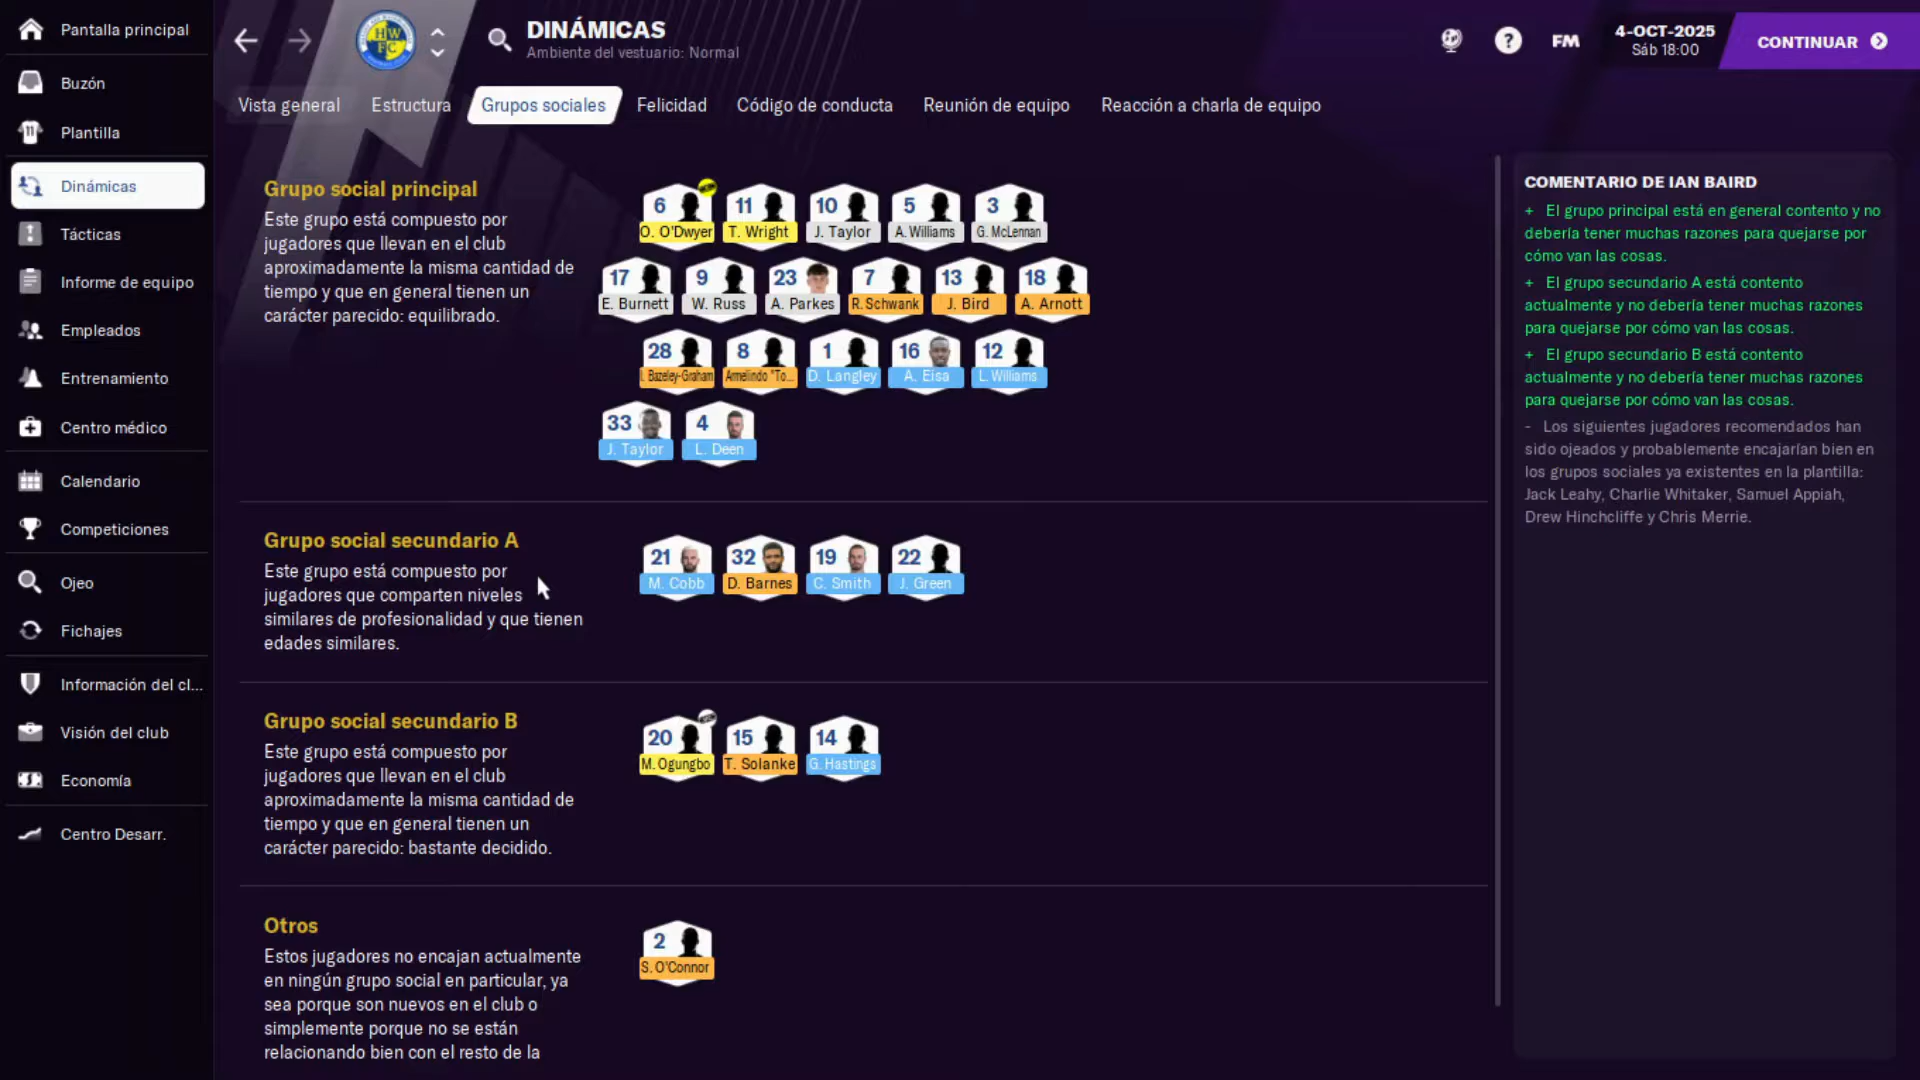 Pantalla principal
Buzón
Plantilla
Dinámicas
Tácticas
Informe de equipo
Empleados
Entrenamiento
Centro médico
Calendario
Competiciones
Ojeo
Fichajes
Información del cl...
Visión del club
Economía
Centro Desarr.
HW
FC
DINÁMICAS
Ambiente del vestuario: Normal
?
FM
4-OCT-2025
Sáb 18:00
CONTINUAR
Vista general
Estructura
Grupos sociales
Felicidad
Código de conducta
Reunión de equipo
Reacción a charla de equipo
Grupo social principal
Este grupo está compuesto por
jugadores que llevan en el club
aproximadamente la misma cantidad de
tiempo y que en general tienen un
carácter parecido: equilibrado.
6 11 10 5 3
O. O'Dwyer T. Wright J. Taylor A. Williams G. McLennan
17 9 23 7 13 18
E. Burnett W. Russ A. Parkes R. Schwank J. Bird A. Arnott
28 8 1 16 12
I. Bazeley-Graham Armelindo "To... D. Langley A. Eisa L. Williams
33 4
J. Taylor L. Deen
Grupo social secundario A
Este grupo está compuesto por
jugadores que comparten niveles
similares de profesionalidad y que tienen
edades similares.
21 32 19 22
M. Cobb D. Barnes C. Smith J. Green
Grupo social secundario B
Este grupo está compuesto por
jugadores que llevan en el club
aproximadamente la misma cantidad de
tiempo y que en general tienen un
carácter parecido: bastante decidido.
20 15 14
M. Ogungbo T. Solanke G. Hastings
Otros
Estos jugadores no encajan actualmente
en ningún grupo social en particular, ya
sea porque son nuevos en el club o
simplemente porque no se están
relacionando bien con el resto de la
2
S. O'Connor
COMENTARIO DE IAN BAIRD
+ El grupo principal está en general contento y no
debería tener muchas razones para quejarse por
cómo van las cosas.
+ El grupo secundario A está contento
actualmente y no debería tener muchas razones
para quejarse por cómo van las cosas.
+ El grupo secundario B está contento
actualmente y no debería tener muchas razones
para quejarse por cómo van las cosas.
- Los siguientes jugadores recomendados han
sido ojeados y probablemente encajarían bien en
los grupos sociales ya existentes en la plantilla:
Jack Leahy, Charlie Whitaker, Samuel Appiah,
Drew Hinchcliffe y Chris Merrie.